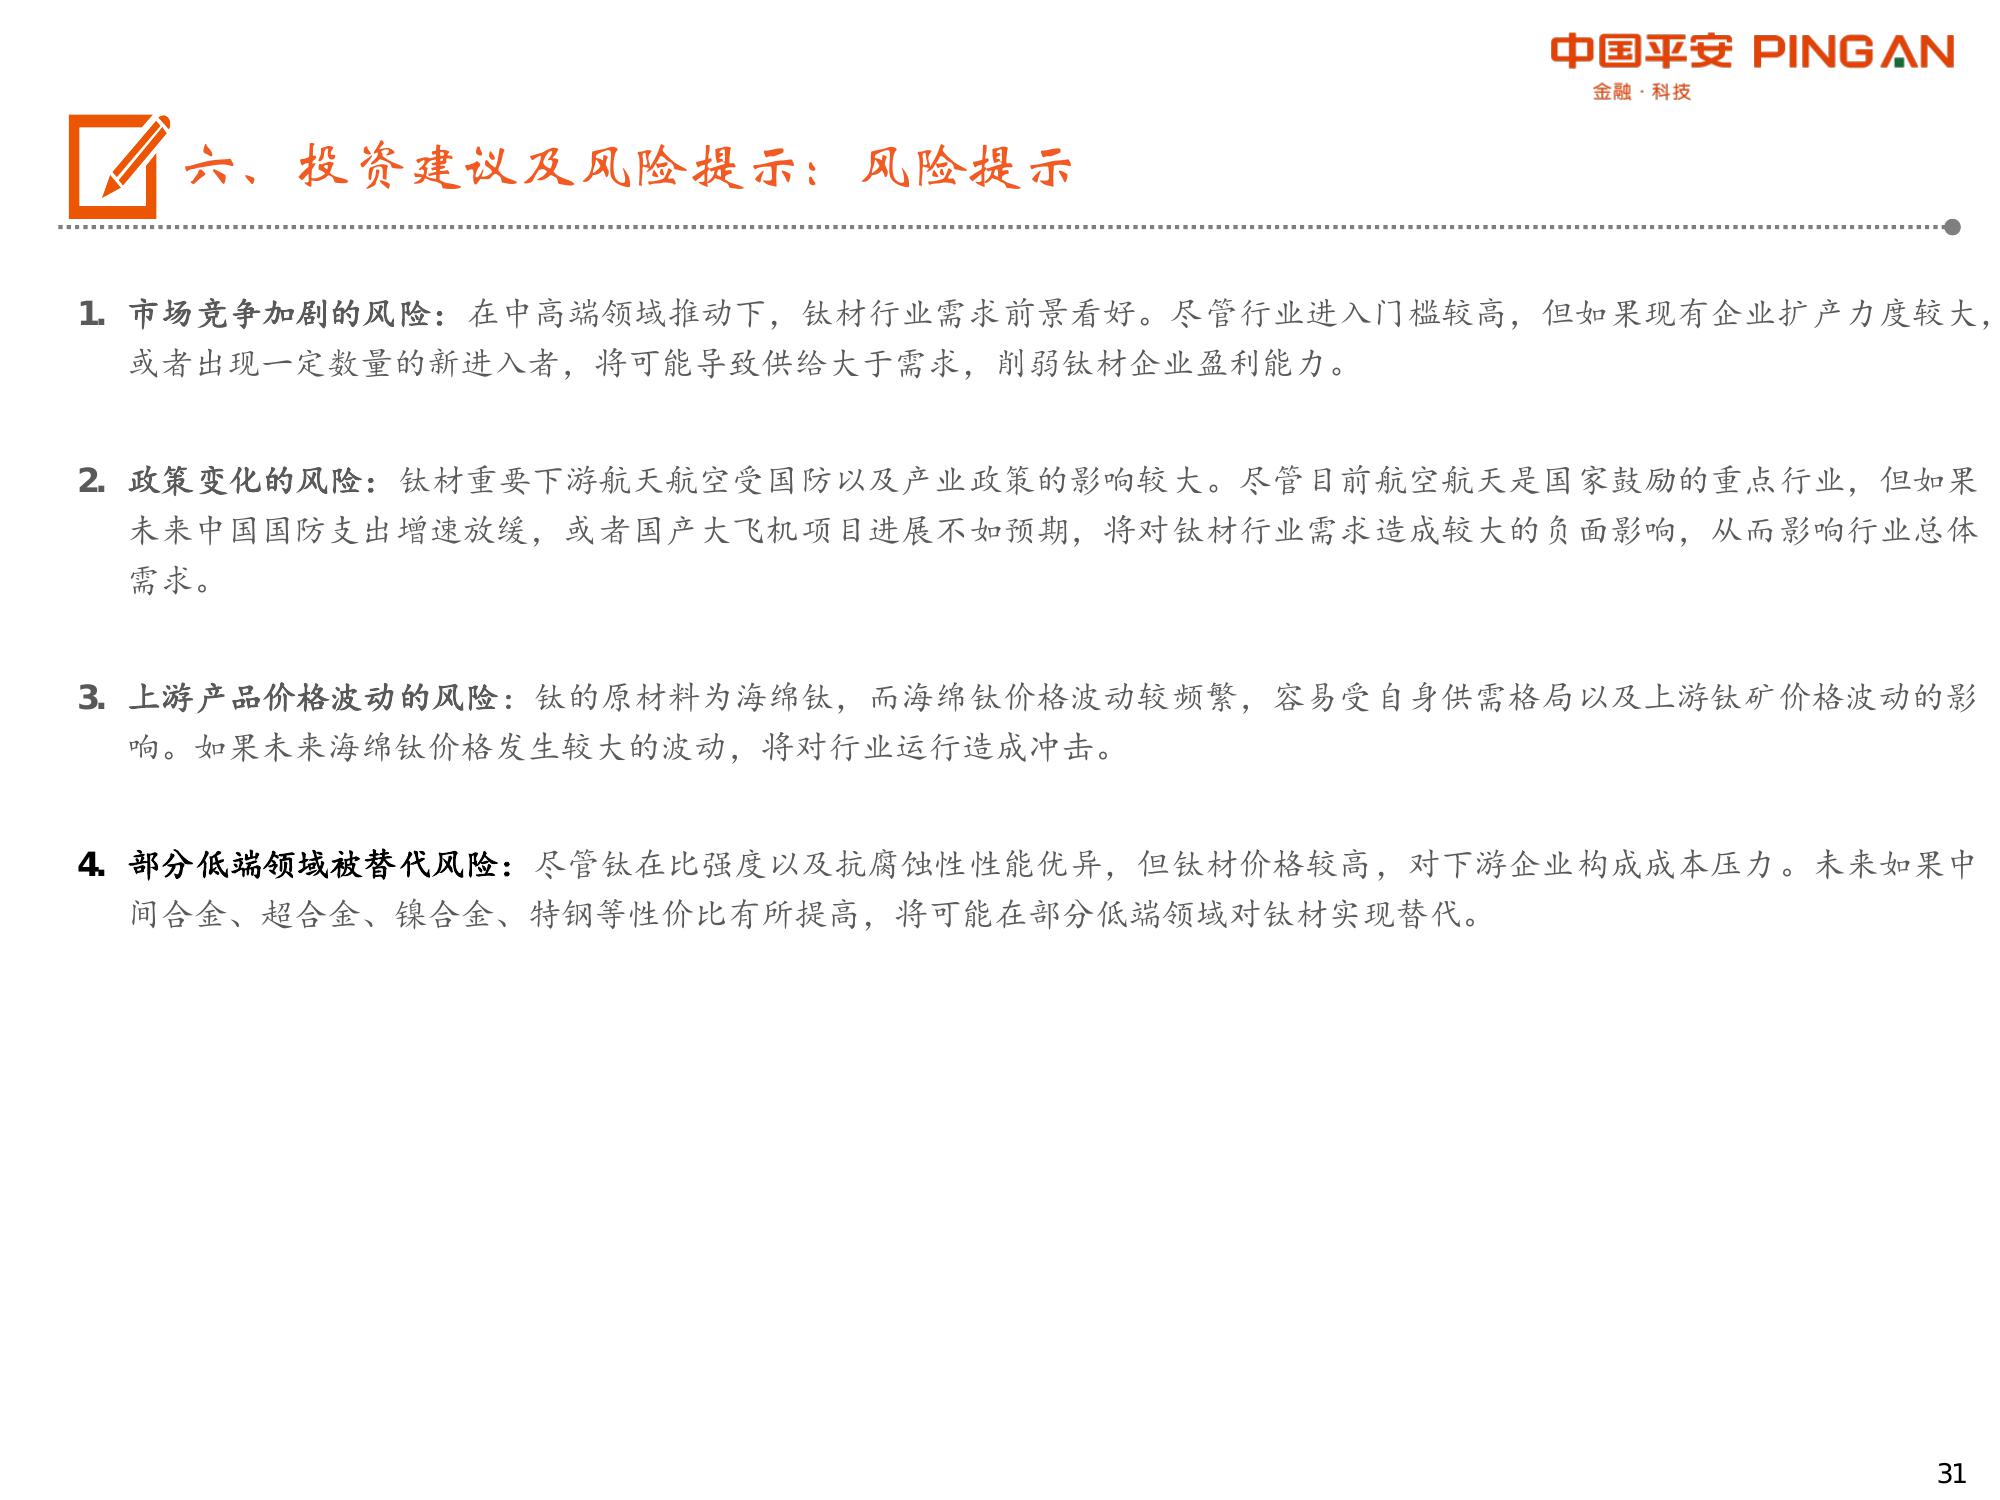 中国平安 PING AN
金融·科技
六、投资建议及风险提示：风险提示
1. 市场竞争加剧的风险：在中高端领域推动下，钛材行业需求前景看好。尽管行业进入门槛较高，但如果现有企业扩产力度较大，
或者出现一定数量的新进入者，将可能导致供给大于需求，削弱钛材企业盈利能力。
2. 政策变化的风险：钛材重要下游航天航空受国防以及产业政策的影响较大。尽管目前航空航天是国家鼓励的重点行业，但如果
未来中国国防支出增速放缓，或者国产大飞机项目进展不如预期，将对钛材行业需求造成较大的负面影响，从而影响行业总体
需求。
3. 上游产品价格波动的风险：钛的原材料为海绵钛，而海绵钛价格波动较频繁，容易受自身供需格局以及上游钛矿价格波动的影
响。如果未来海绵钛价格发生较大的波动，将对行业运行造成冲击。
4. 部分低端领域被替代风险：尽管钛在比强度以及抗腐蚀性性能优异，但钛材价格较高，对下游企业构成成本压力。未来如果中
间合金、超合金、镍合金、特钢等性价比有所提高，将可能在部分低端领域对钛材实现替代。
31